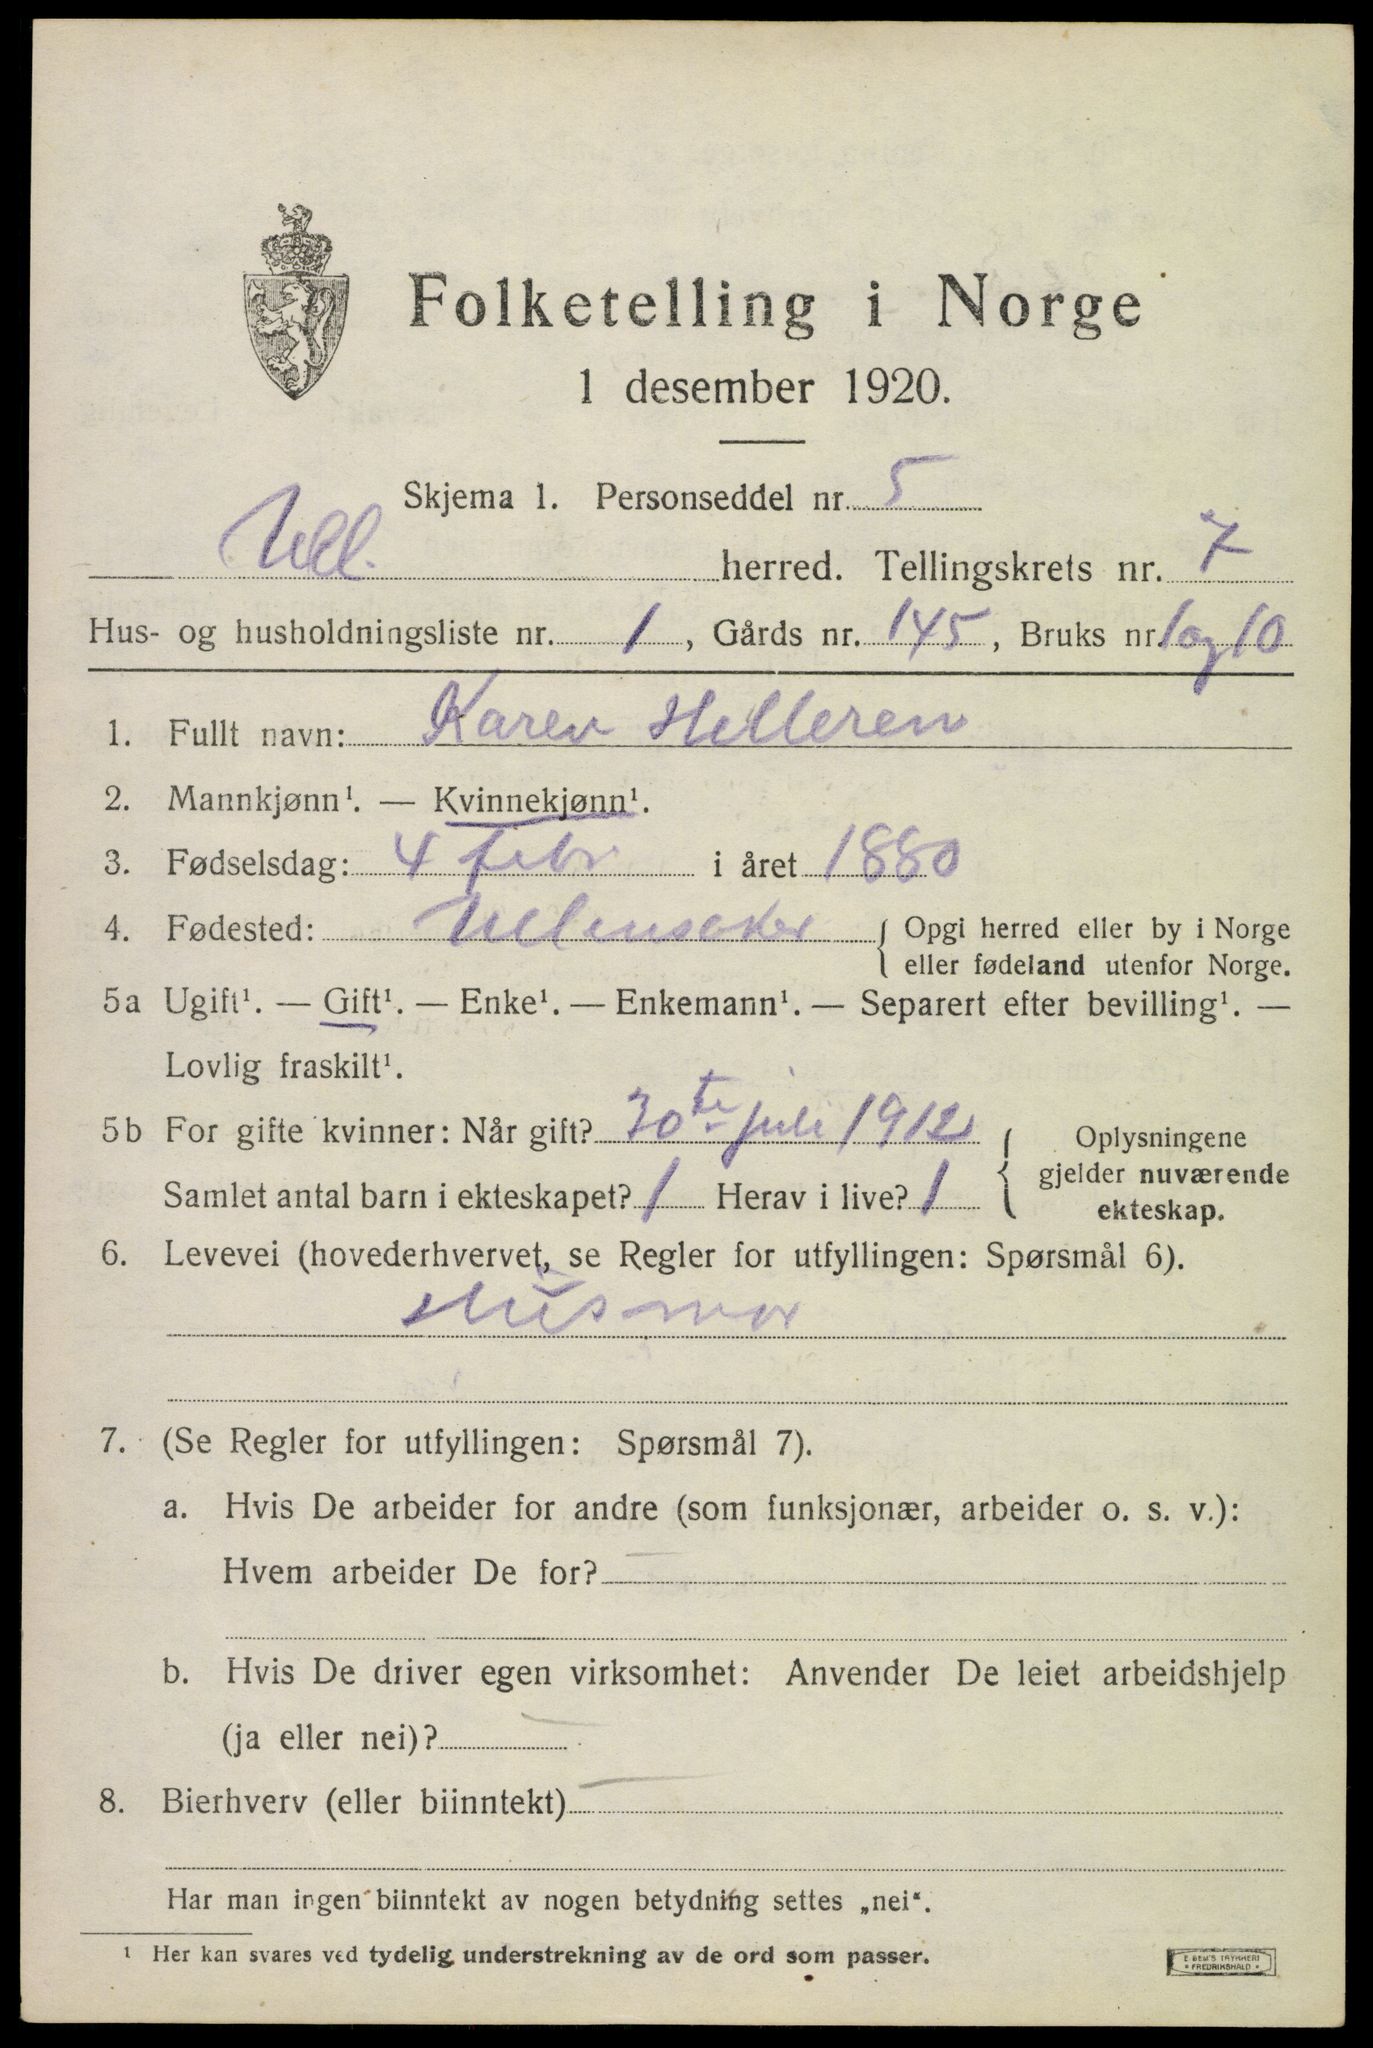 Folketelling i Norge
1 desember 1920.
Skjema 1. Personseddel nr. 5
Ull. herred. Tellingskrets nr. 7
Hus- og husholdningsliste nr. 1, Gårds nr. 145, Bruks nr. 1 og 10
1. Fullt navn: Karen Helleren
2. Mannkjønn¹. — Kvinnekjønn¹.
3. Fødselsdag: 4 febr i året 1880
4. Fødested: Ullensaker { Opgi herred eller by i Norge
eller fødeland utenfor Norge.
5a Ugift¹. — Gift¹. — Enke¹. — Enkemann¹. — Separert efter bevilling¹. —
Lovlig fraskilt¹.
5b For gifte kvinner: Når gift? 30te juli 1912 { Oplysningene
gjelder nuværende
Samlet antal barn i ekteskapet? 1 Herav i live? 1
ekteskap.
6. Levevei (hovederhvervet, se Regler for utfyllingen: Spørsmål 6).
Husmor
7. (Se Regler for utfyllingen: Spørsmål 7).
a. Hvis De arbeider for andre (som funksjonær, arbeider o. s. v.):
Hvem arbeider De for? —
b. Hvis De driver egen virksomhet: Anvender De leiet arbeidshjelp
(ja eller nei)? —
8. Bierhverv (eller biinntekt) —
Har man ingen biinntekt av nogen betydning settes „nei“.
¹ Her kan svares ved tydelig understrekning av de ord som passer.
E BEM'S TRYKKERI
* FREDRIKSHALD *